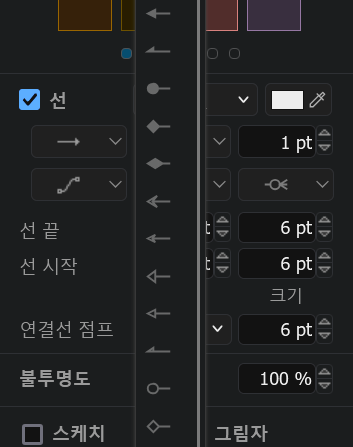 선
1 pt
선 끝
6 pt
선 시작
6 pt
크기
연결선 점프
6 pt
불투명도
100 %
스케치
그림자